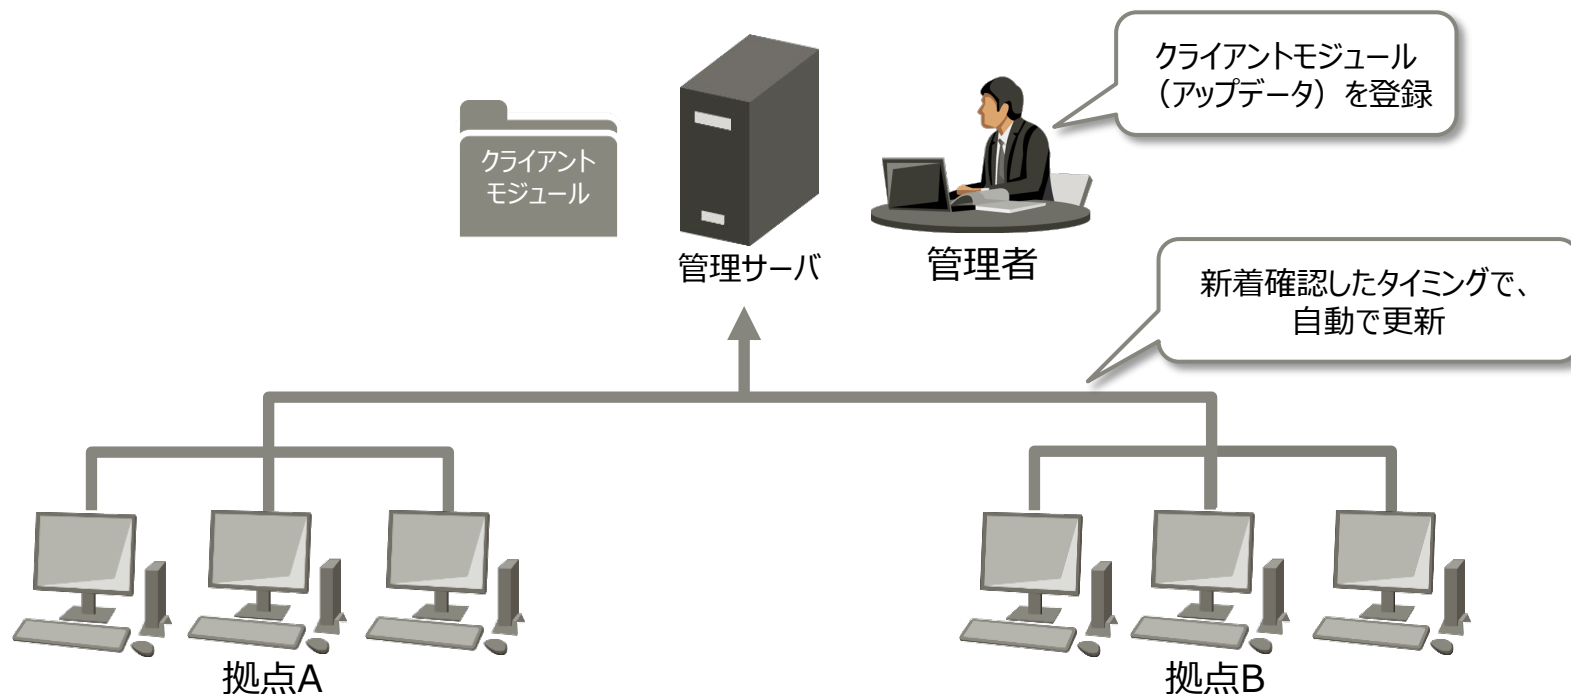 クライアントモジュール
（アップデータ）を登録
クライアント
モジュール
管理サーバ
管理者
新着確認したタイミングで、
自動で更新
拠点A
拠点B